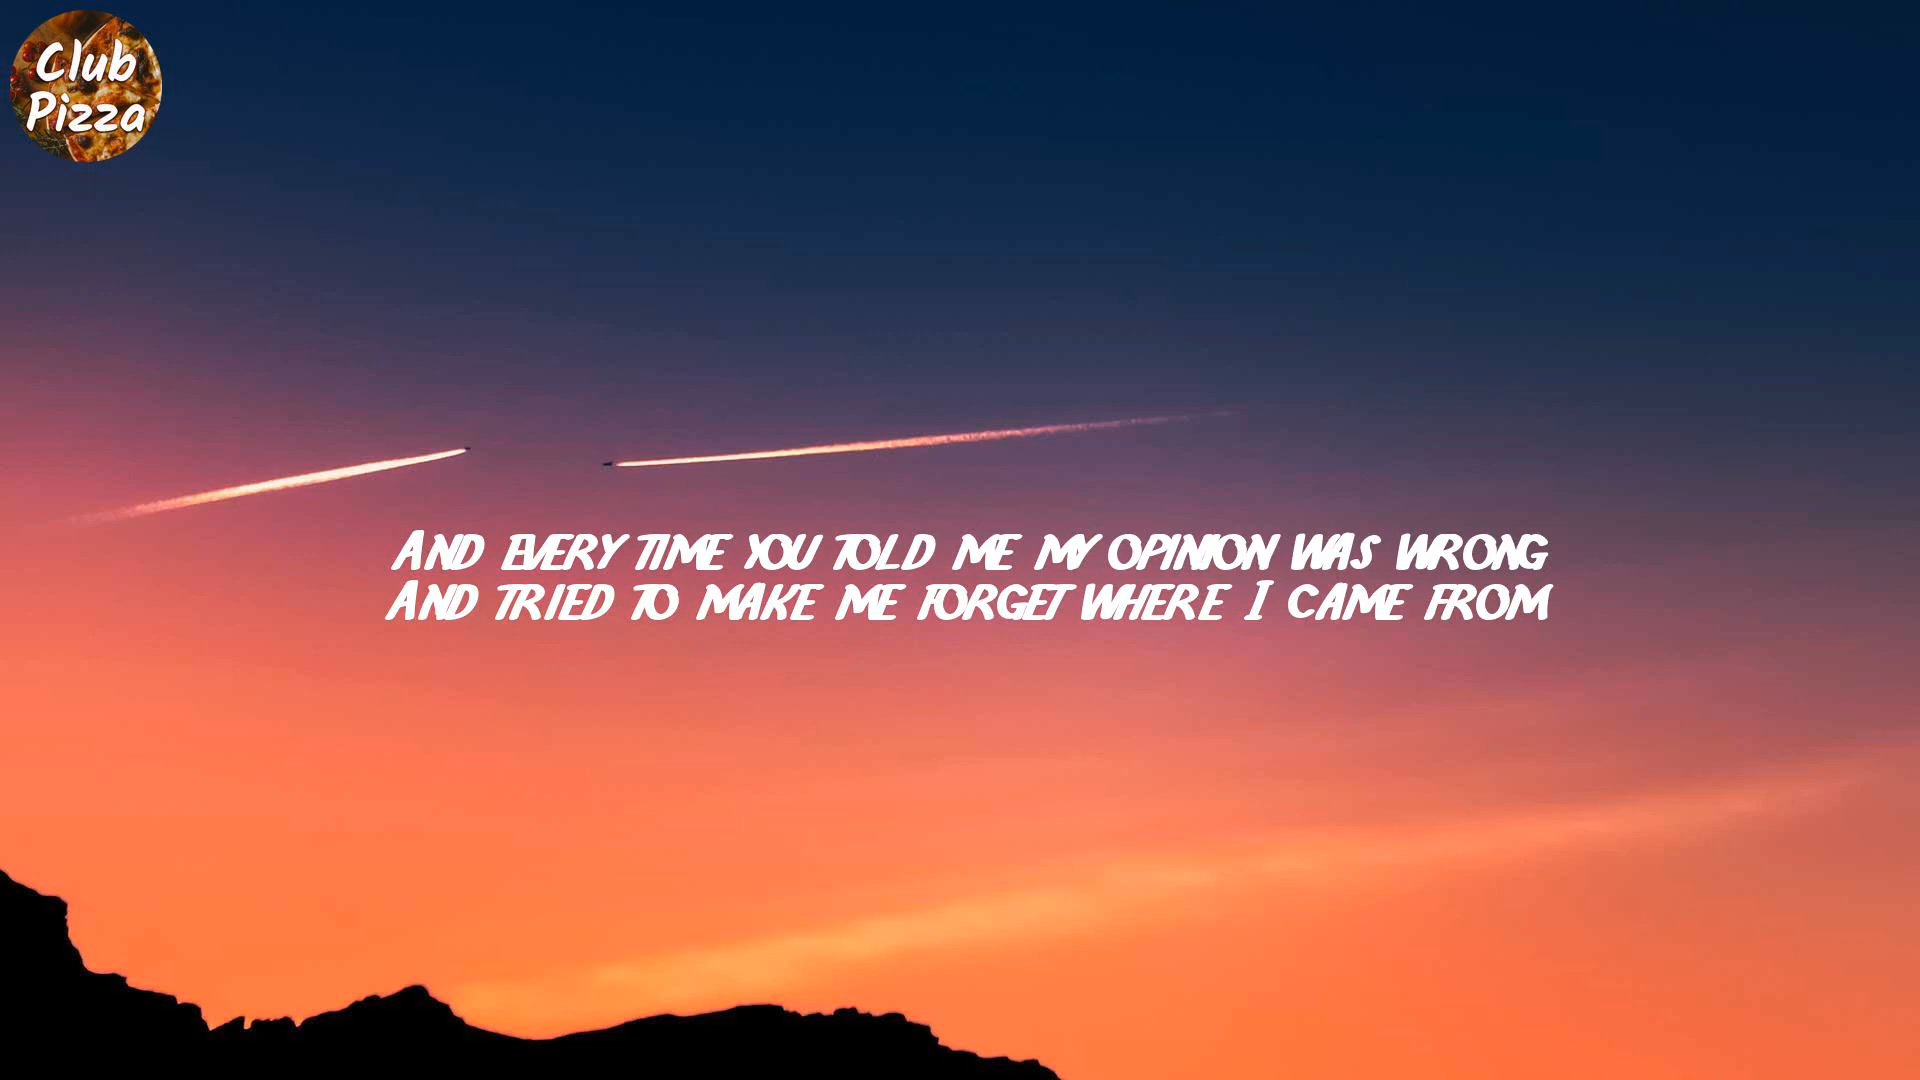 Club
Pizza
AND EVERY TIME YOU TOLD ME MY OPINION WAS WRONG
AND TRIED TO MAKE ME FORGET WHERE I CAME FROM